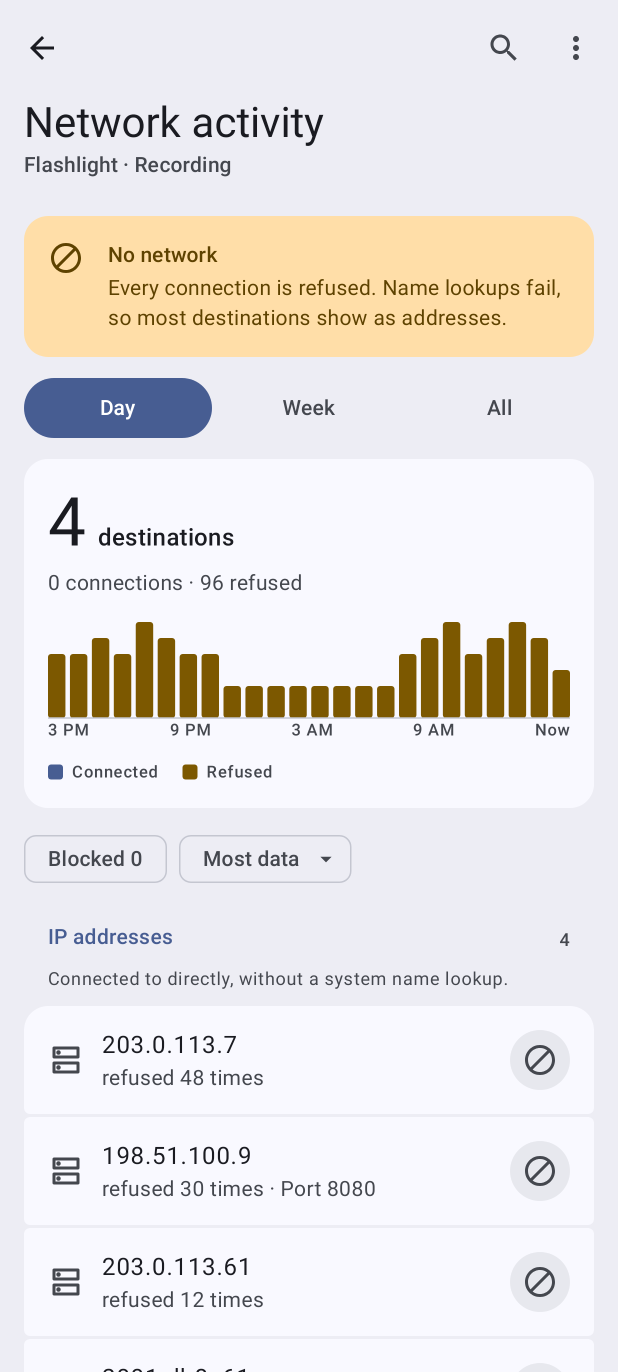 Network activity
Flashlight · Recording
No network
Every connection is refused. Name lookups fail,
so most destinations show as addresses.
Day
Week
All
4 destinations
0 connections · 96 refused
3 PM
9 PM
3 AM
9 AM
Now
Connected
Refused
Blocked 0
Most data
IP addresses
4
Connected to directly, without a system name lookup.
203.0.113.7
refused 48 times
198.51.100.9
refused 30 times · Port 8080
203.0.113.61
refused 12 times